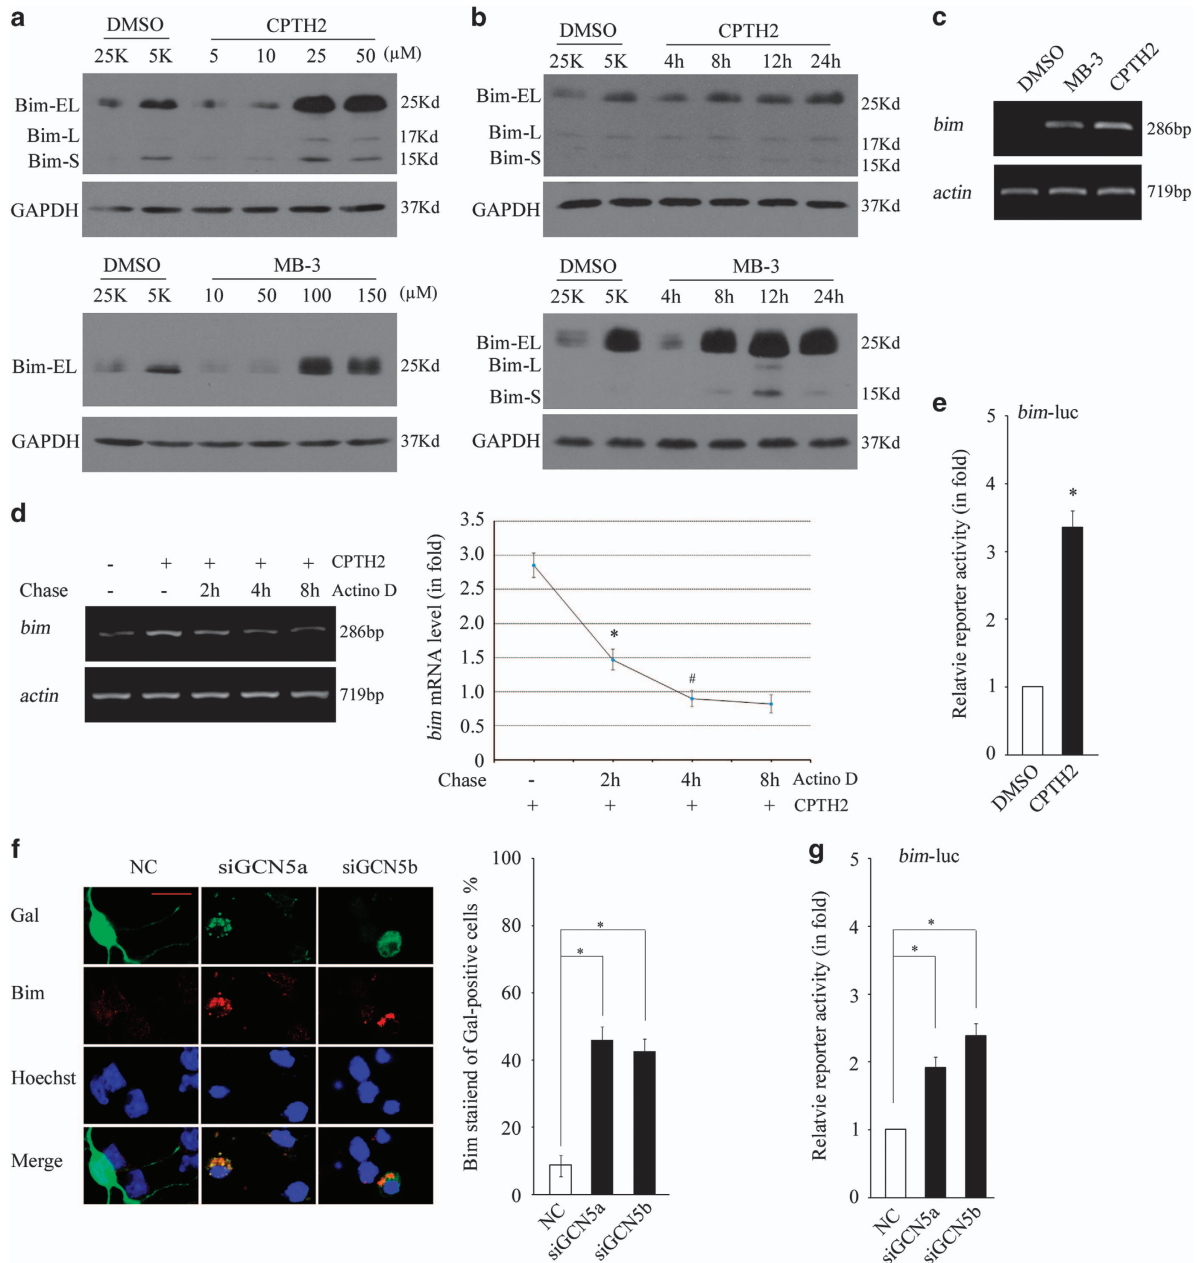 a
DMSO CPTH2
25K 5K 5 10 25 50 (µM)
Bim-EL 25Kd
Bim-L 17Kd
Bim-S 15Kd
GAPDH 37Kd
DMSO MB-3
25K 5K 10 50 100 150 (µM)
Bim-EL 25Kd
GAPDH 37Kd
b
DMSO CPTH2
25K 5K 4h 8h 12h 24h
Bim-EL 25Kd
Bim-L 17Kd
Bim-S 15Kd
GAPDH 37Kd
DMSO MB-3
25K 5K 4h 8h 12h 24h
Bim-EL 25Kd
Bim-L
Bim-S 15Kd
GAPDH 37Kd
c
DMSO MB-3 CPTH2
bim 286bp
actin 719bp
d
- + + + + CPTH2
Chase - - 2h 4h 8h Actino D
bim 286bp
actin 719bp
bim mRNA level (in fold)
3.5
3.0
2.5
2.0
1.5
1.0
0.5
0
*
#
Chase - 2h 4h 8h Actino D
+ + + + CPTH2
e
bim-luc
Relatvie reporter activity (in fold)
5
4
3
2
1
0
*
DMSO CPTH2
f
NC siGCN5a siGCN5b
Gal
Bim
Hoechst
Merge
Bim staiiend of Gal-positive cells %
100
80
60
40
20
0
*
*
NC siGCN5a siGCN5b
g
bim-luc
Relatvie reporter activity (in fold)
5
4
3
2
1
0
*
*
NC siGCN5a siGCN5b